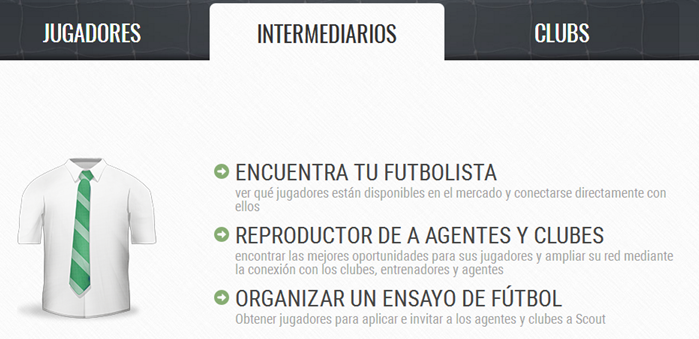 JUGADORES
INTERMEDIARIOS
CLUBS
ENCUENTRA TU FUTBOLISTA
ver qué jugadores están disponibles en el mercado y conectarse directamente con
ellos
REPRODUCTOR DE A AGENTES Y CLUBES
encontrar las mejores oportunidades para sus jugadores y ampliar su red mediante
la conexión con los clubes, entrenadores y agentes
ORGANIZAR UN ENSAYO DE FÚTBOL
Obtener jugadores para aplicar e invitar a los agentes y clubes a Scout